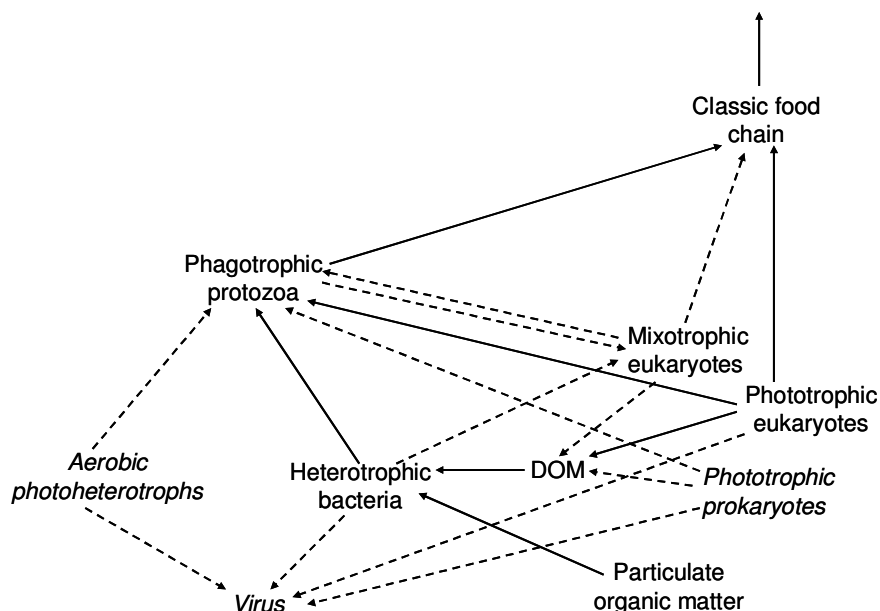 Classic food
chain
Phagotrophic
protozoa
Mixotrophic
eukaryotes
Phototrophic
eukaryotes
Aerobic
photoheterotrophs
Heterotrophic
bacteria
DOM
Phototrophic
prokaryotes
Virus
Particulate
organic matter